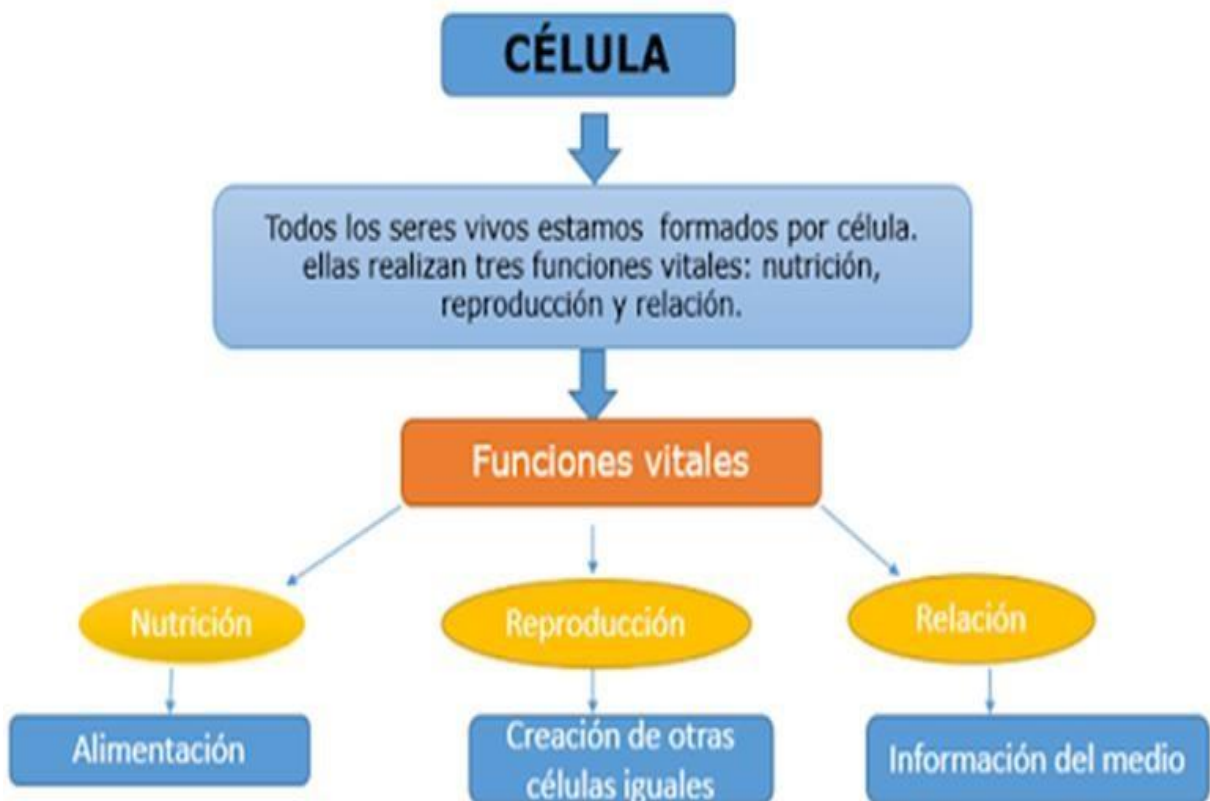 CÉLULA
Todos los seres vivos estamos formados por célula.
ellas realizan tres funciones vitales: nutrición,
reproducción y relación.
Funciones vitales
Nutrición
Reproducción
Relación
Alimentación
Creación de otras
células iguales
Información del medio